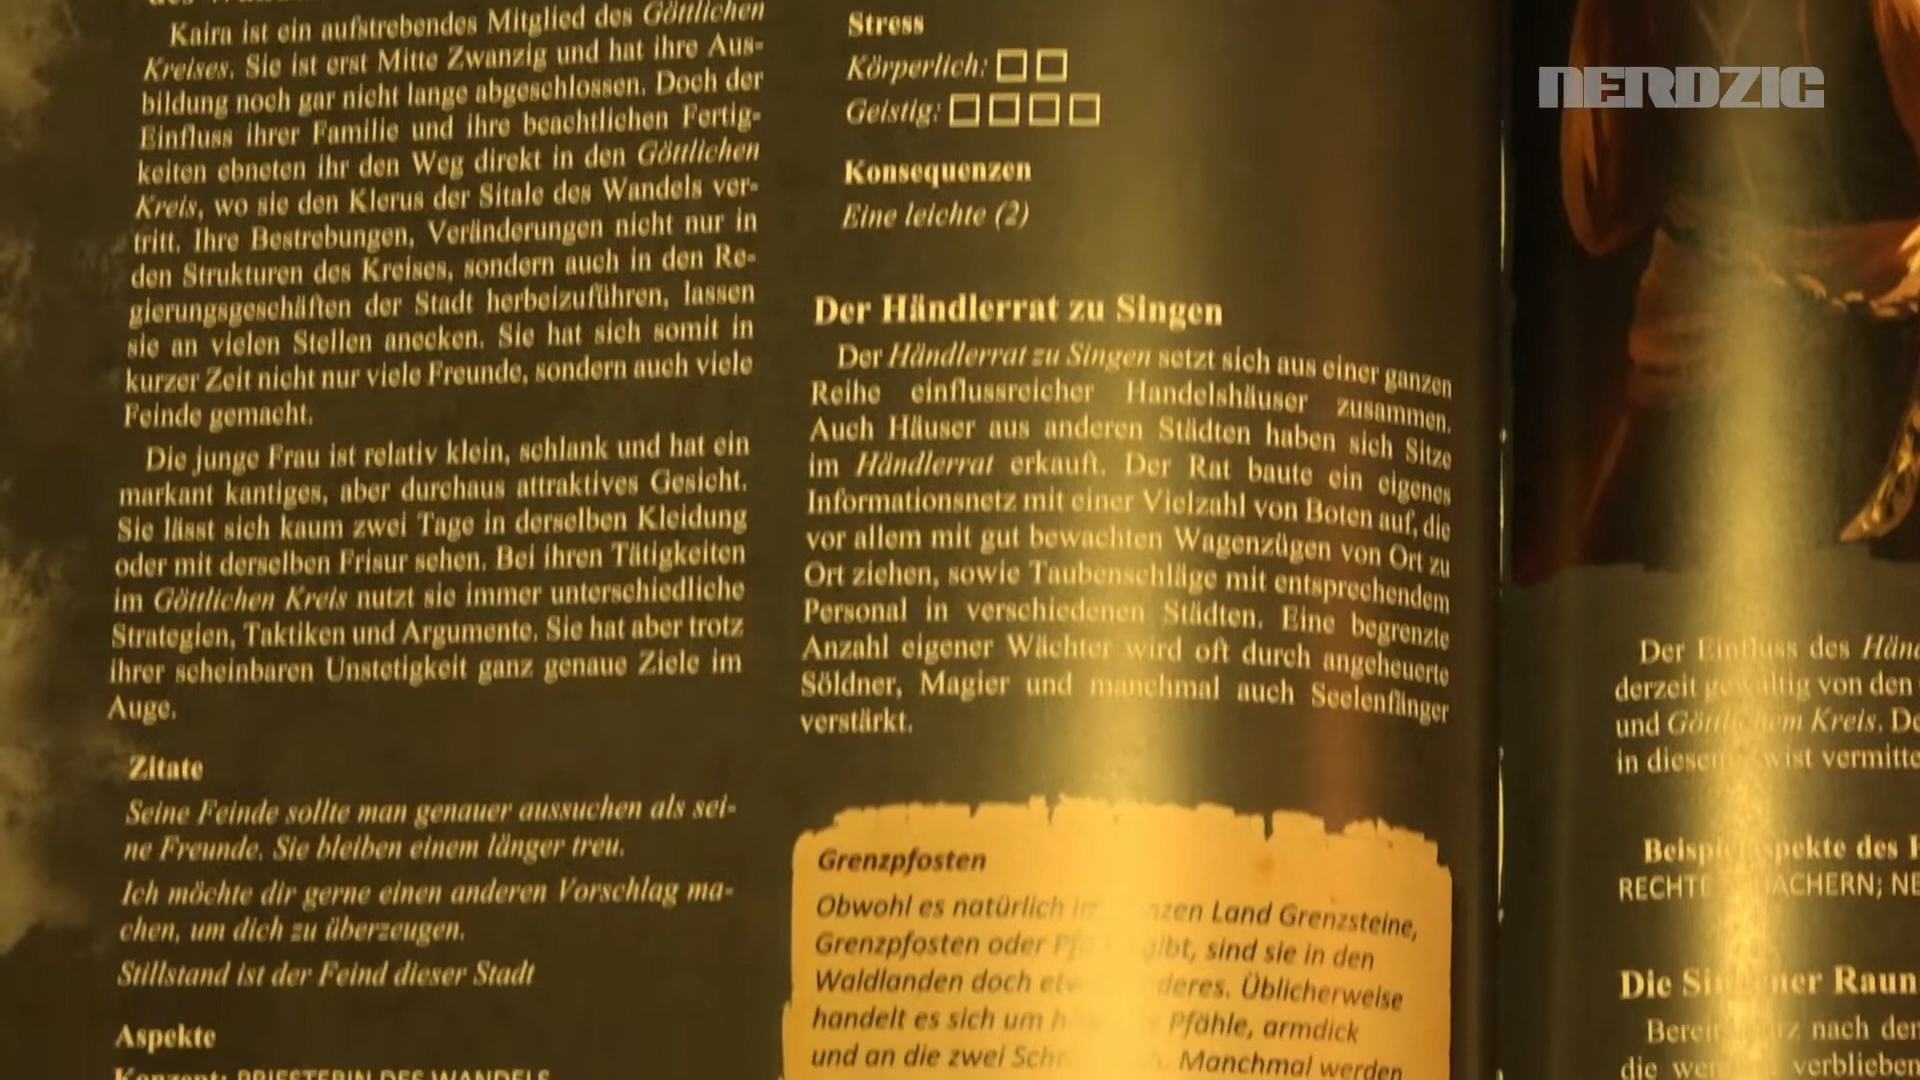 Kaira ist ein aufstrebendes Mitglied des Göttlichen
Kreises. Sie ist erst Mitte Zwanzig und hat ihre Aus-
bildung noch gar nicht lange abgeschlossen. Doch der
Einfluss ihrer Familie und ihre beachtlichen Fertig-
keiten ebneten ihr den Weg direkt in den Göttlichen
Kreis, wo sie den Klerus der Sitale des Wandels ver-
tritt. Ihre Bestrebungen, Veränderungen nicht nur in
den Strukturen des Kreises, sondern auch in den Re-
gierungsgeschäften der Stadt herbeizuführen, lassen
sie an vielen Stellen anecken. Sie hat sich somit in
kurzer Zeit nicht nur viele Freunde, sondern auch viele
Feinde gemacht.
Die junge Frau ist relativ klein, schlank und hat ein
markant kantiges, aber durchaus attraktives Gesicht.
Sie lässt sich kaum zwei Tage in derselben Kleidung
oder mit derselben Frisur sehen. Bei ihren Tätigkeiten
im Göttlichen Kreis nutzt sie immer unterschiedliche
Strategien, Taktiken und Argumente. Sie hat aber trotz
ihrer scheinbaren Unstetigkeit ganz genaue Ziele im
Auge.
Zitate
Seine Feinde sollte man genauer aussuchen als sei-
ne Freunde. Sie bleiben einem länger treu.
Ich möchte dir gerne einen anderen Vorschlag ma-
chen, um dich zu überzeugen.
Stillstand ist der Feind dieser Stadt
Aspekte
Konzept: PRIESTERIN DES WANDELS
Stress
Körperlich:
Geistig:
Konsequenzen
Eine leichte (2)
Der Händlerrat zu Singen
Der Händlerrat zu Singen setzt sich aus einer ganzen
Reihe einflussreicher Handelshäuser zusammen.
Auch Häuser aus anderen Städten haben sich Sitze
im Händlerrat erkauft. Der Rat baute ein eigenes
Informationsnetz mit einer Vielzahl von Boten auf, die
vor allem mit gut bewachten Wagenzügen von Ort zu
Ort ziehen, sowie Taubenschläge mit entsprechendem
Personal in verschiedenen Städten. Eine begrenzte
Anzahl eigener Wächter wird oft durch angeheuerte
Söldner, Magier und manchmal auch Seelenfänger
verstärkt.
Grenzpfosten
Obwohl es natürlich Land Grenzsteine,
Grenzpfosten oder gibt, sind sie in den
Waldlanden doch Üblicherweise
handelt es sich um Pfähle, armdick
und an die zwei Manchmal werden
NERDZIG
Der Einfluss des
derzeit gewaltig von den
und Göttlichem Kreis.
in diesem vermitte
Beispielaspekte des
RECHTE
Die
nach der
die verblieben